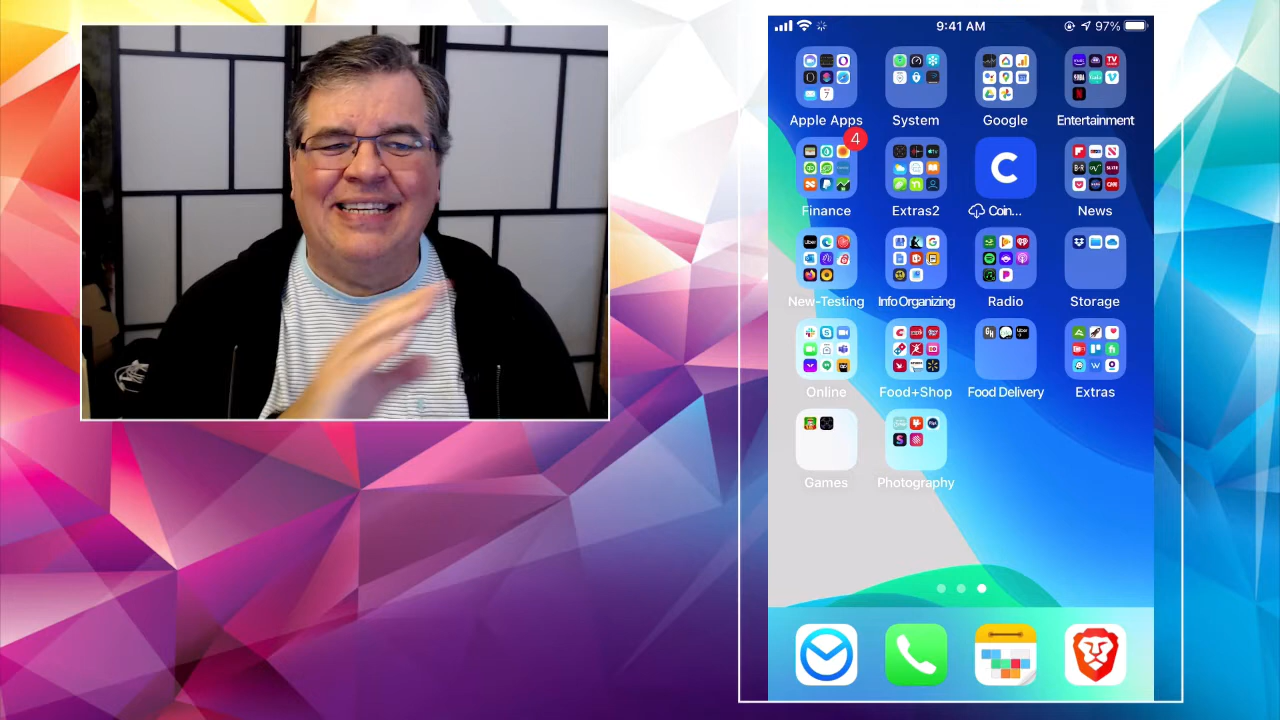 9:41 AM 97%
Apple Apps System Google Entertainment
4
Finance Extras2 Coin... News
New-Testing Info Organizing Radio Storage
Online Food+Shop Food Delivery Extras
Games Photography